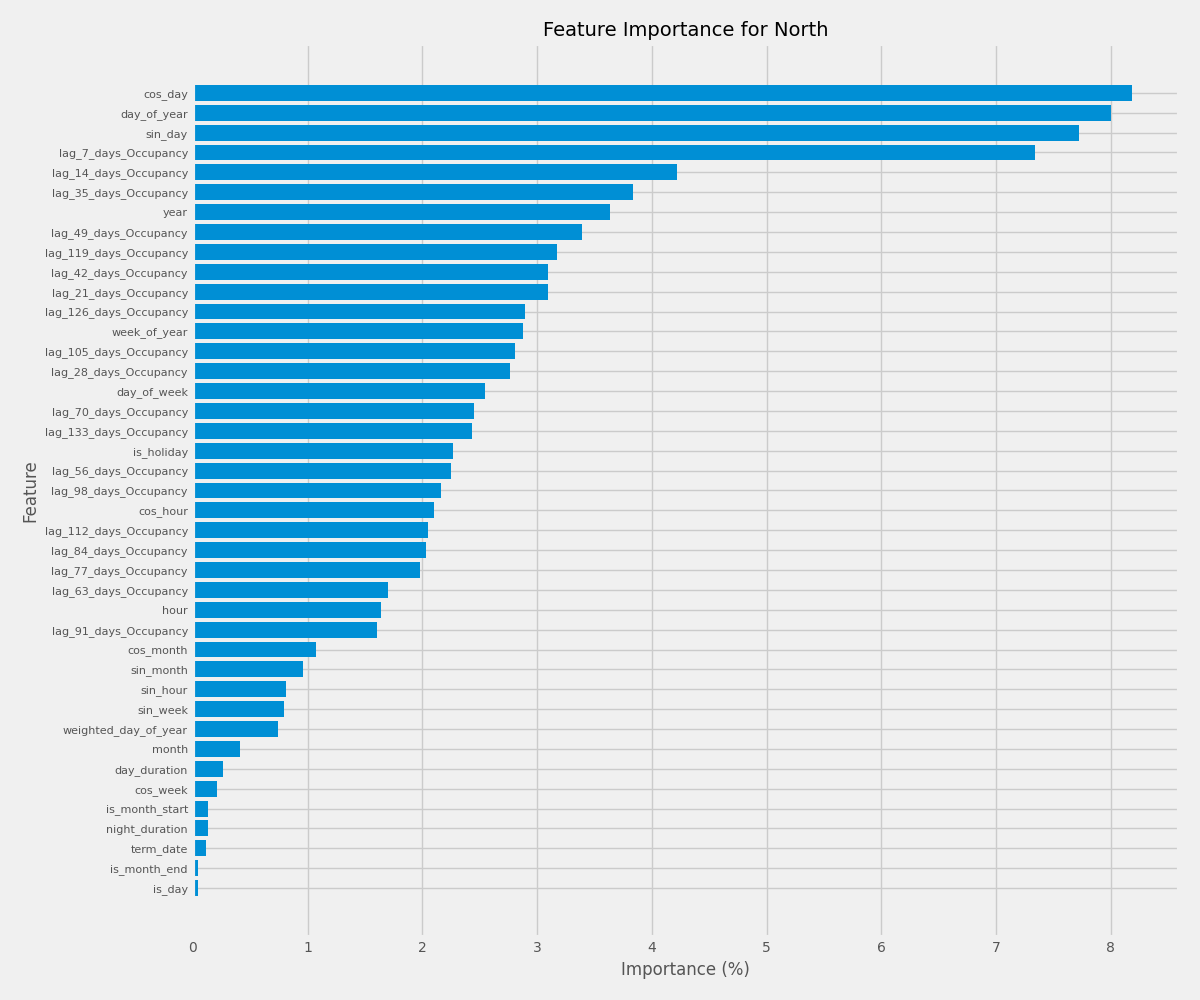 Feature Importance for North
cos_day
day_of_year
sin_day
lag_7_days_Occupancy
lag_14_days_Occupancy
lag_35_days_Occupancy
year
lag_49_days_Occupancy
lag_119_days_Occupancy
lag_42_days_Occupancy
lag_21_days_Occupancy
lag_126_days_Occupancy
week_of_year
lag_105_days_Occupancy
lag_28_days_Occupancy
day_of_week
lag_70_days_Occupancy
lag_133_days_Occupancy
is_holiday
lag_56_days_Occupancy
lag_98_days_Occupancy
cos_hour
lag_112_days_Occupancy
lag_84_days_Occupancy
lag_77_days_Occupancy
lag_63_days_Occupancy
hour
lag_91_days_Occupancy
cos_month
sin_month
sin_hour
sin_week
weighted_day_of_year
month
day_duration
cos_week
is_month_start
night_duration
term_date
is_month_end
is_day
Feature
0 1 2 3 4 5 6 7 8
Importance (%)